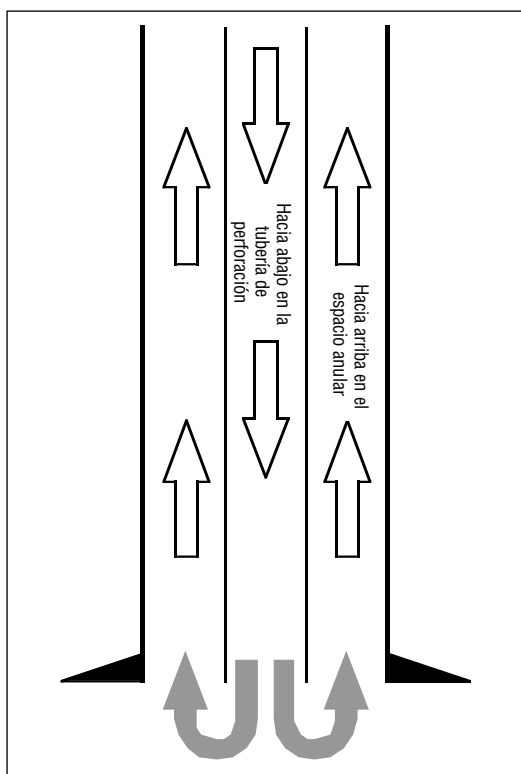 Hacia abajo en la
tubería de
perforación
Hacia arriba en el
espacio anular